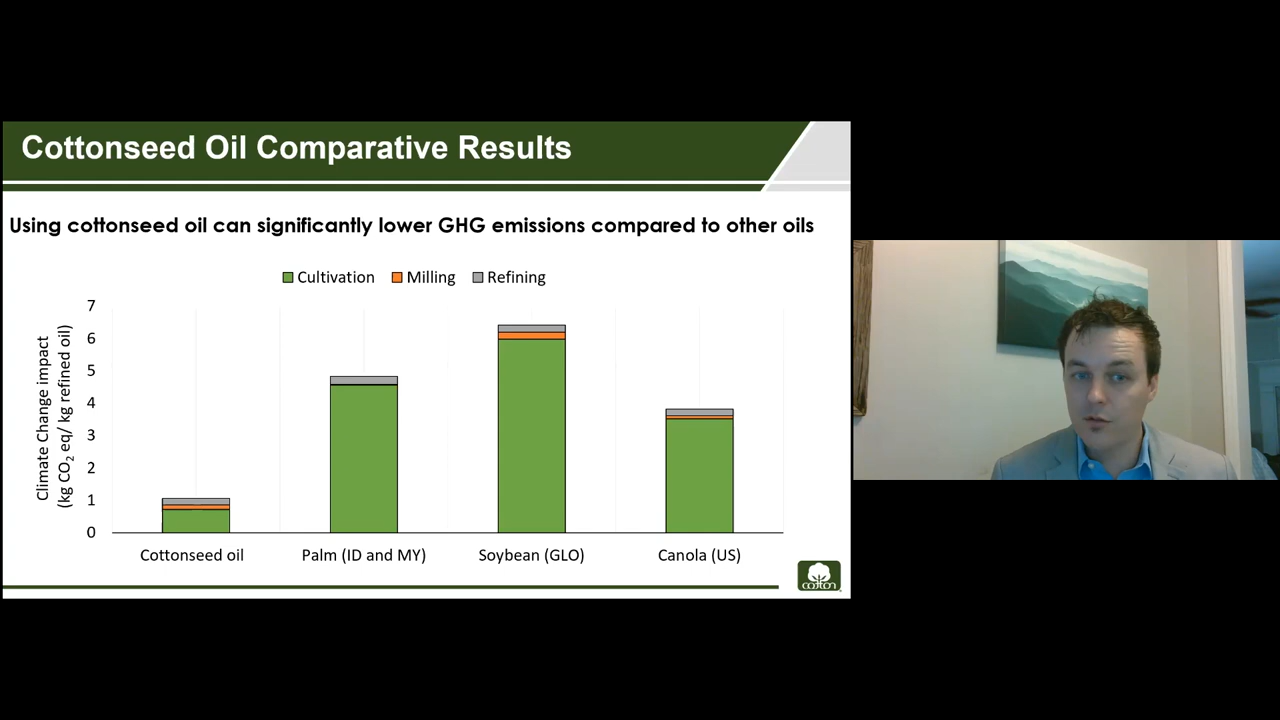 Cottonseed Oil Comparative Results
Using cottonseed oil can significantly lower GHG emissions compared to other oils
Cultivation Milling Refining
Climate Change impact
(kg CO2 eq/ kg refined oil)
7
6
5
4
3
2
1
0
Cottonseed oil Palm (ID and MY) Soybean (GLO) Canola (US)
cotton